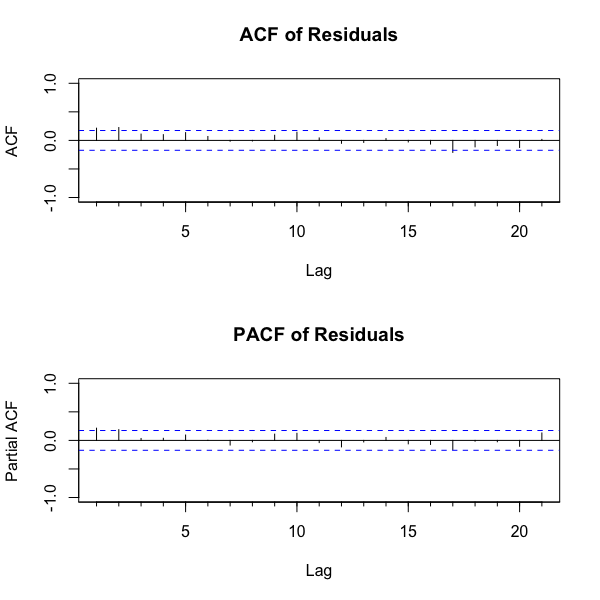 ACF of Residuals
ACF
1.0
0.0
-1.0
5 10 15 20
Lag
PACF of Residuals
Partial ACF
1.0
0.0
-1.0
5 10 15 20
Lag